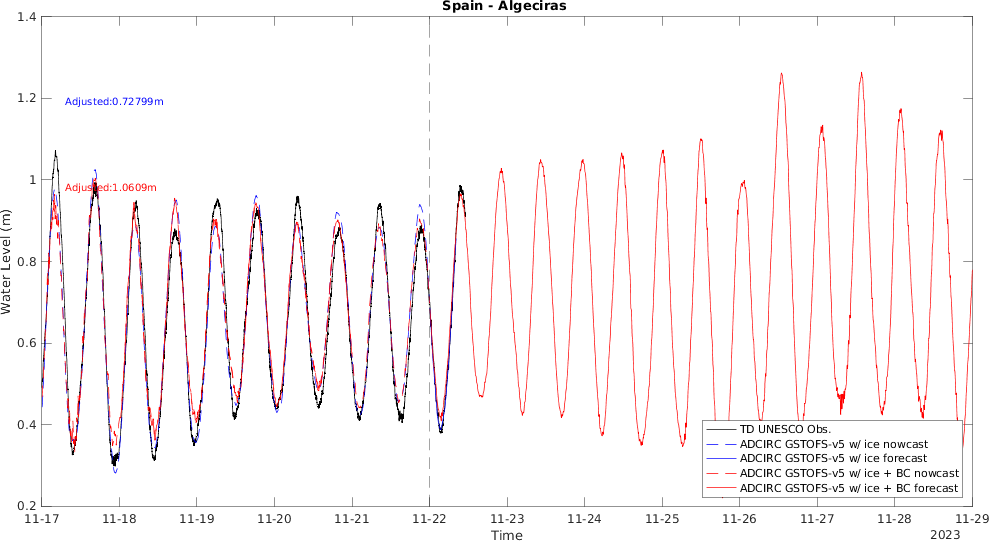 Spain - Algeciras
1.4
1.2
1
0.8
0.6
0.4
0.2
Water Level (m)
Adjusted:0.72799m
Adjusted:1.0609m
TD UNESCO Obs.
ADCIRC GSTOFS-v5 w/ ice nowcast
ADCIRC GSTOFS-v5 w/ ice forecast
ADCIRC GSTOFS-v5 w/ ice + BC nowcast
ADCIRC GSTOFS-v5 w/ ice + BC forecast
11-17 11-18 11-19 11-20 11-21 11-22 11-23 11-24 11-25 11-26 11-27 11-28 11-29
Time
2023